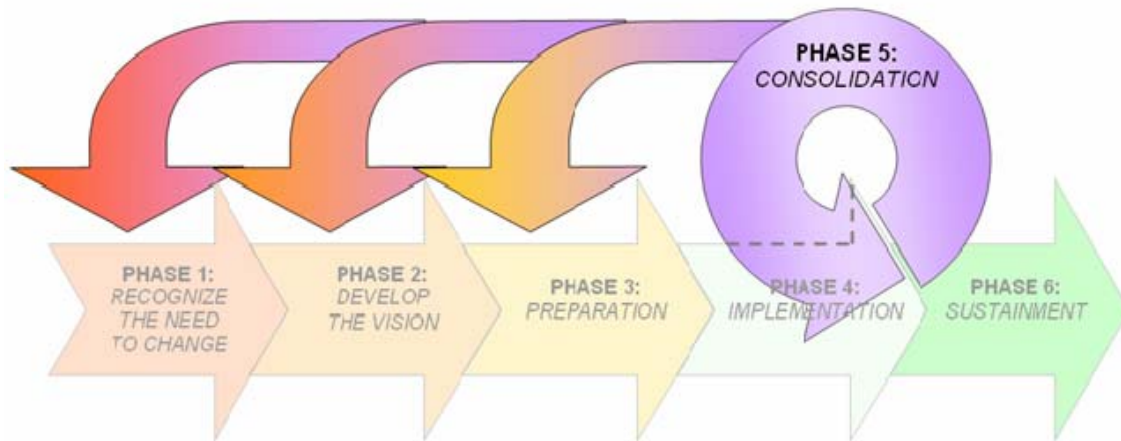 PHASE 5:
CONSOLIDATION
PHASE 1:
RECOGNIZE
THE NEED
TO CHANGE
PHASE 2:
DEVELOP
THE VISION
PHASE 3:
PREPARATION
PHASE 4:
IMPLEMENTATION
PHASE 6:
SUSTAINMENT